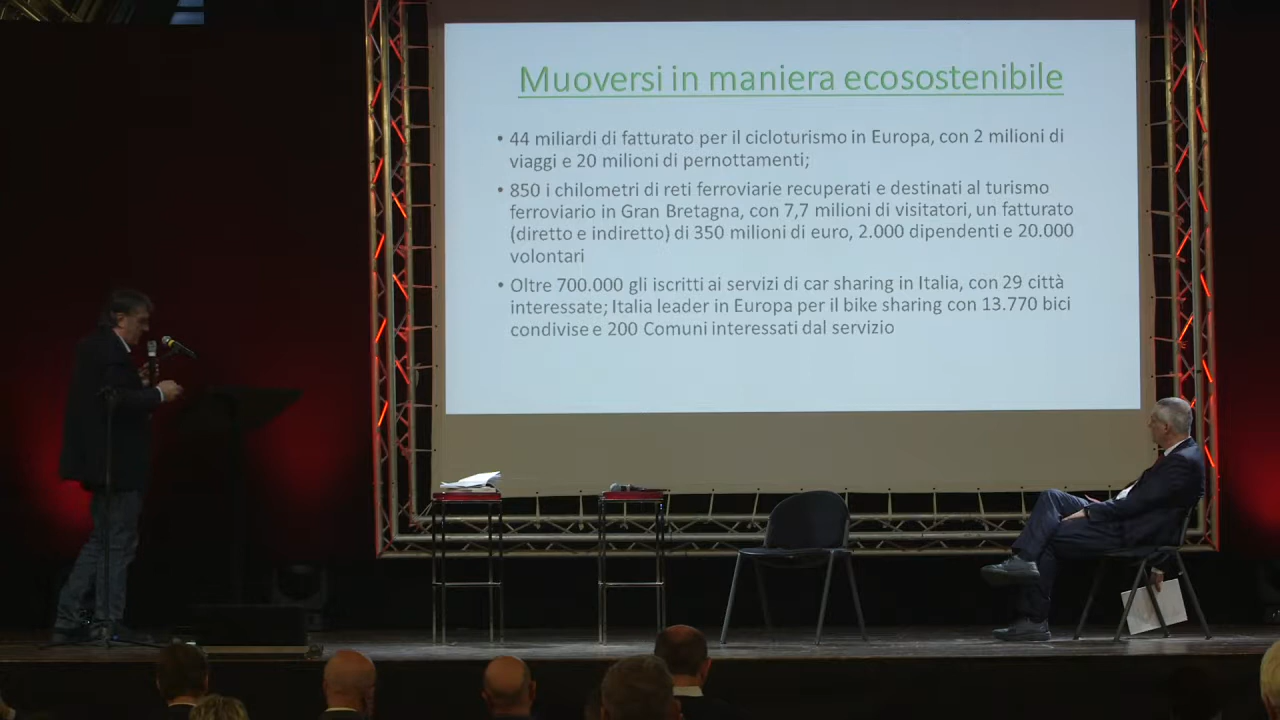 Muoversi in maniera ecosostenibile
• 44 miliardi di fatturato per il cicloturismo in Europa, con 2 milioni di
viaggi e 20 milioni di pernottamenti;
• 850 i chilometri di reti ferroviarie recuperati e destinati al turismo
ferroviario in Gran Bretagna, con 7,7 milioni di visitatori, un fatturato
(diretto e indiretto) di 350 milioni di euro, 2.000 dipendenti e 20.000
volontari
• Oltre 700.000 gli iscritti ai servizi di car sharing in Italia, con 29 città
interessate; Italia leader in Europa per il bike sharing con 13.770 bici
condivise e 200 Comuni interessati dal servizio